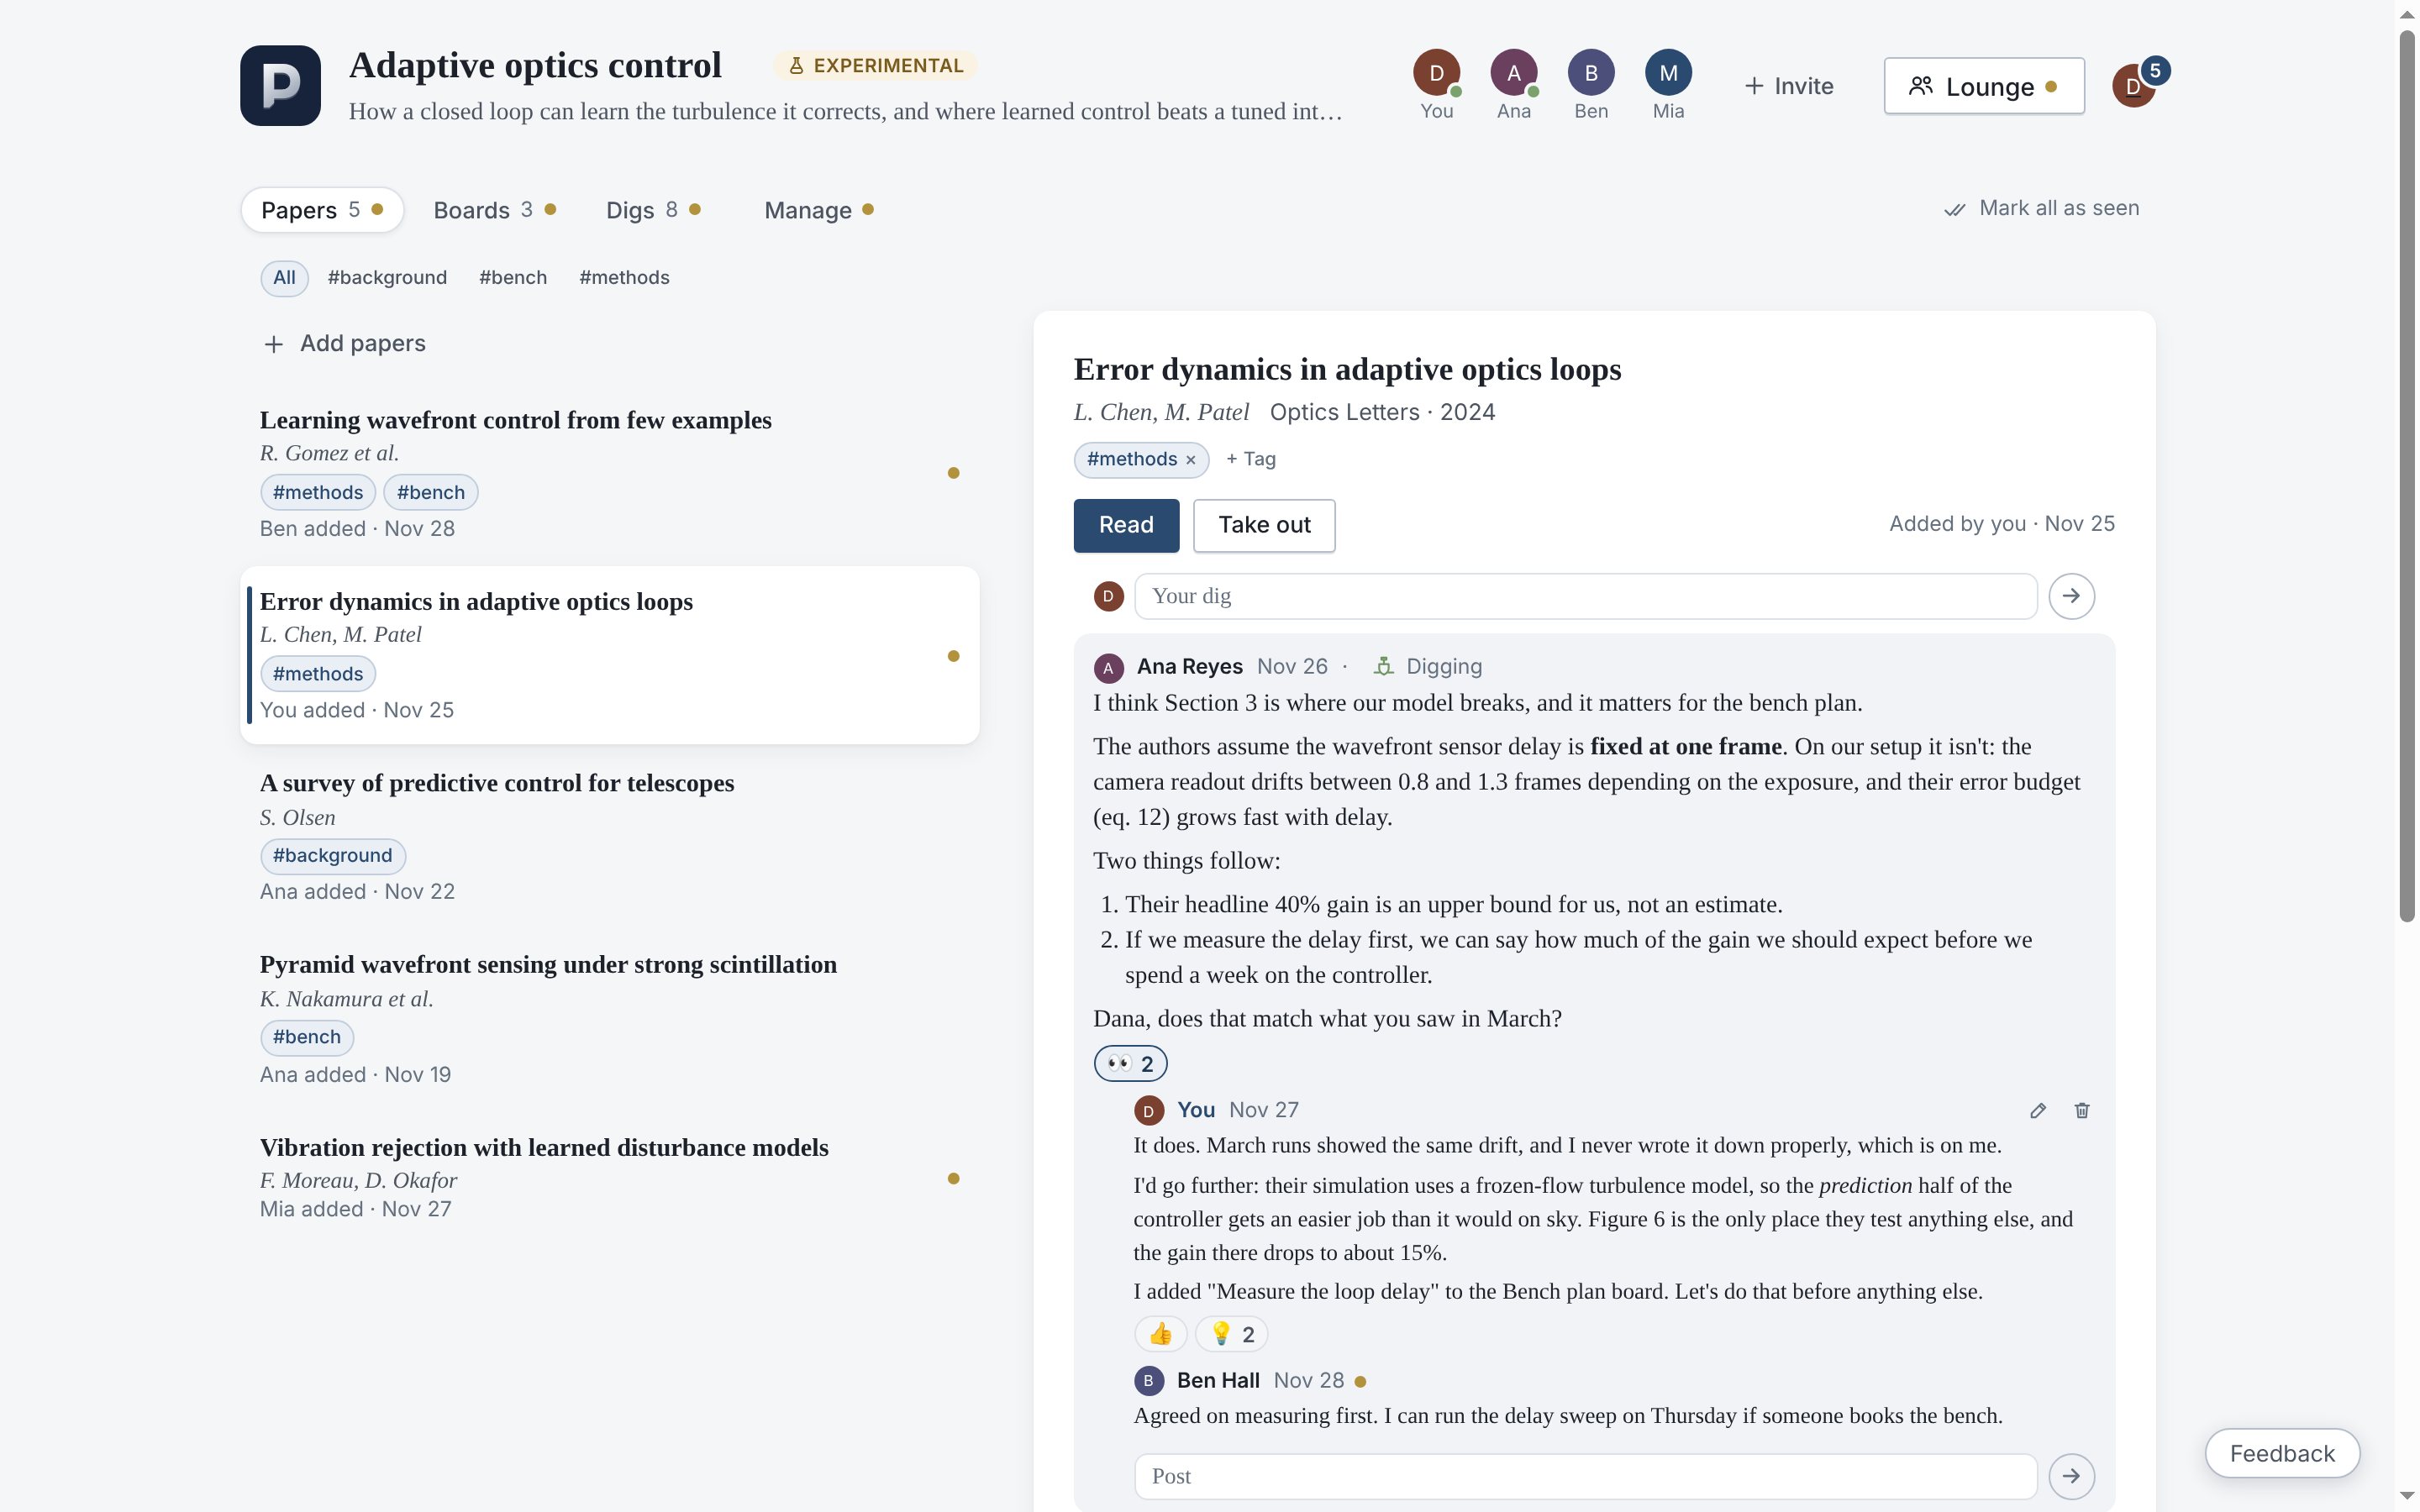 Adaptive optics control
EXPERIMENTAL
How a closed loop can learn the turbulence it corrects, and where learned control beats a tuned int…
D
You
A
Ana
B
Ben
M
Mia
+ Invite
Lounge
D
5
Papers 5
Boards 3
Digs 8
Manage
Mark all as seen
All
#background
#bench
#methods
+ Add papers
Learning wavefront control from few examples
R. Gomez et al.
#methods #bench
Ben added · Nov 28
Error dynamics in adaptive optics loops
L. Chen, M. Patel
#methods
You added · Nov 25
A survey of predictive control for telescopes
S. Olsen
#background
Ana added · Nov 22
Pyramid wavefront sensing under strong scintillation
K. Nakamura et al.
#bench
Ana added · Nov 19
Vibration rejection with learned disturbance models
F. Moreau, D. Okafor
Mia added · Nov 27
Error dynamics in adaptive optics loops
L. Chen, M. Patel Optics Letters · 2024
#methods × + Tag
Read
Take out
Added by you · Nov 25
D
Your dig
A
Ana Reyes Nov 26 · Digging
I think Section 3 is where our model breaks, and it matters for the bench plan.
The authors assume the wavefront sensor delay is fixed at one frame. On our setup it isn't: the
camera readout drifts between 0.8 and 1.3 frames depending on the exposure, and their error budget
(eq. 12) grows fast with delay.
Two things follow:
1. Their headline 40% gain is an upper bound for us, not an estimate.
2. If we measure the delay first, we can say how much of the gain we should expect before we
spend a week on the controller.
Dana, does that match what you saw in March?
👀 2
D
You Nov 27
It does. March runs showed the same drift, and I never wrote it down properly, which is on me.
I'd go further: their simulation uses a frozen-flow turbulence model, so the prediction half of the
controller gets an easier job than it would on sky. Figure 6 is the only place they test anything else, and
the gain there drops to about 15%.
I added "Measure the loop delay" to the Bench plan board. Let's do that before anything else.
👍 💡 2
B
Ben Hall Nov 28
Agreed on measuring first. I can run the delay sweep on Thursday if someone books the bench.
Post
Feedback